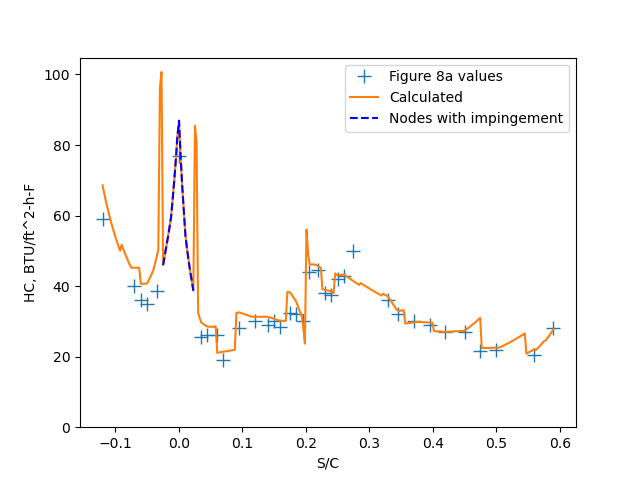 Figure 8a values
Calculated
Nodes with impingement
HC, BTU/ft^2-h-F
100
80
60
40
20
0
−0.1
0.0
0.1
0.2
0.3
0.4
0.5
0.6
S/C